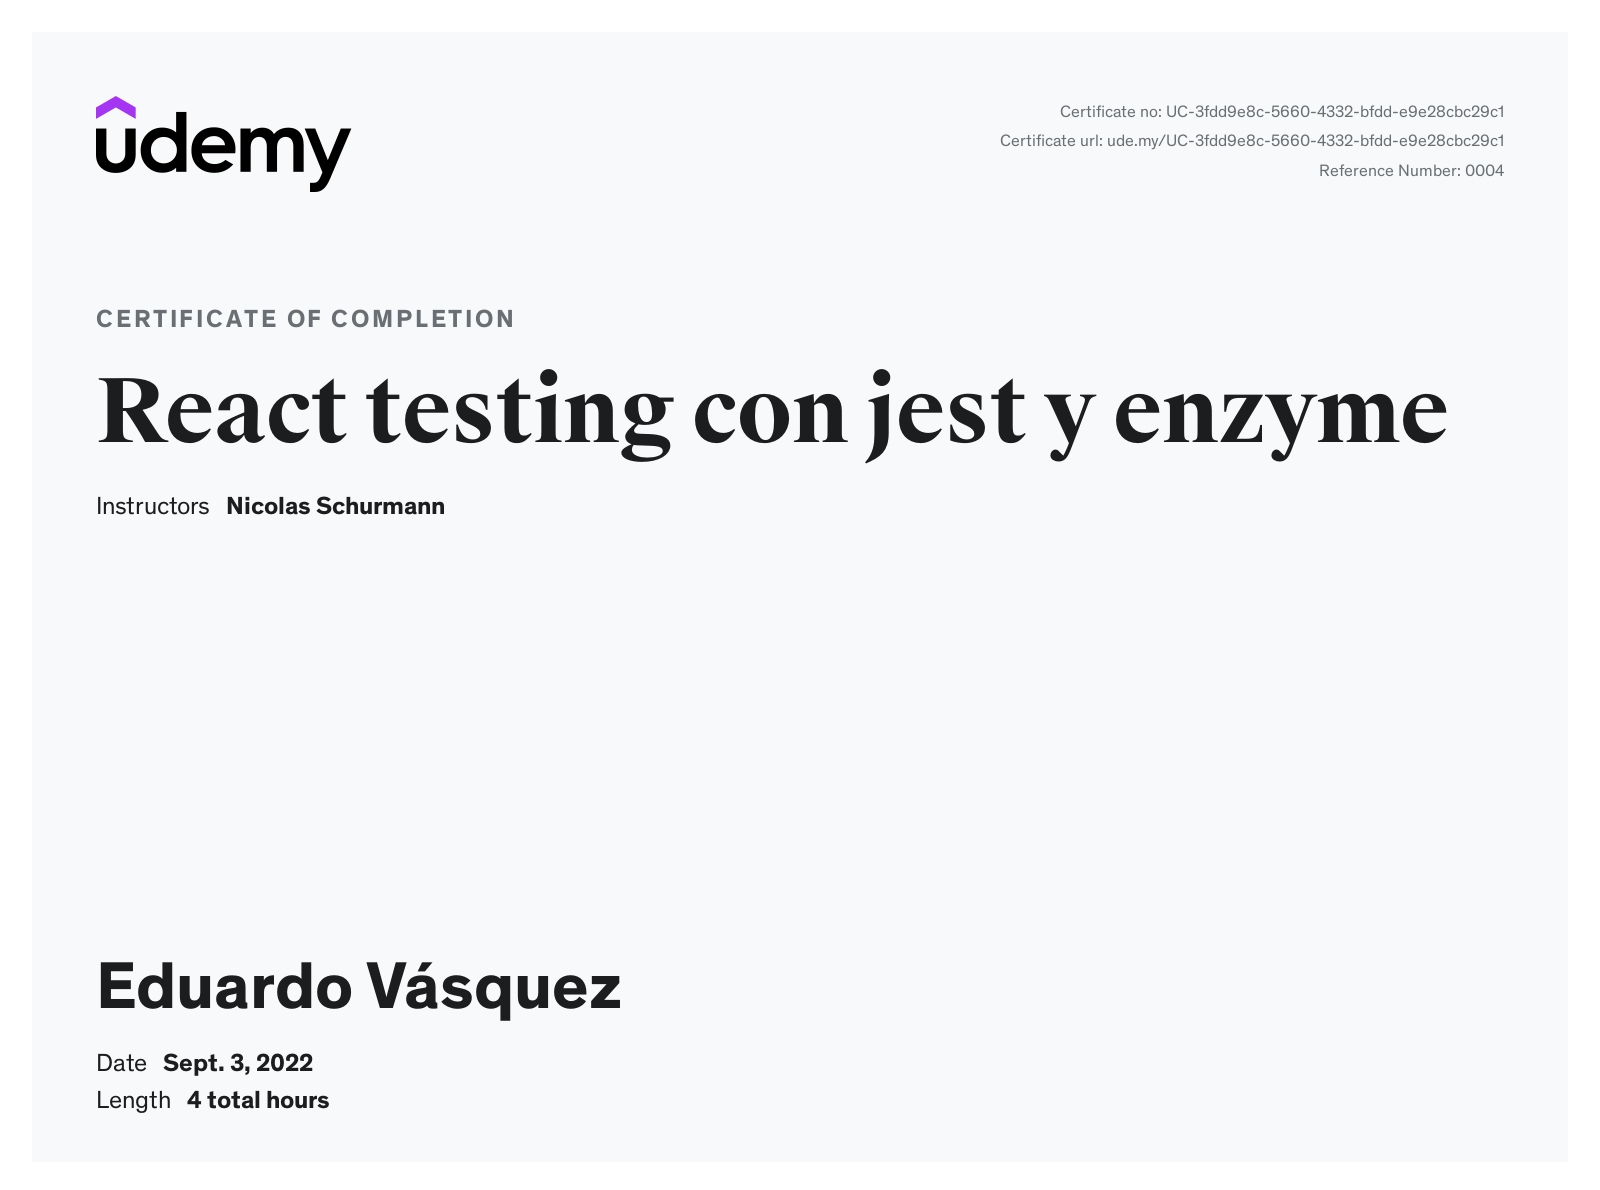 udemy
Certificate no: UC-3fdd9e8c-5660-4332-bfdd-e9e28cbc29c1
Certificate url: ude.my/UC-3fdd9e8c-5660-4332-bfdd-e9e28cbc29c1
Reference Number: 0004
CERTIFICATE OF COMPLETION
React testing con jest y enzyme
Instructors Nicolas Schurmann
Eduardo Vásquez
Date Sept. 3, 2022
Length 4 total hours